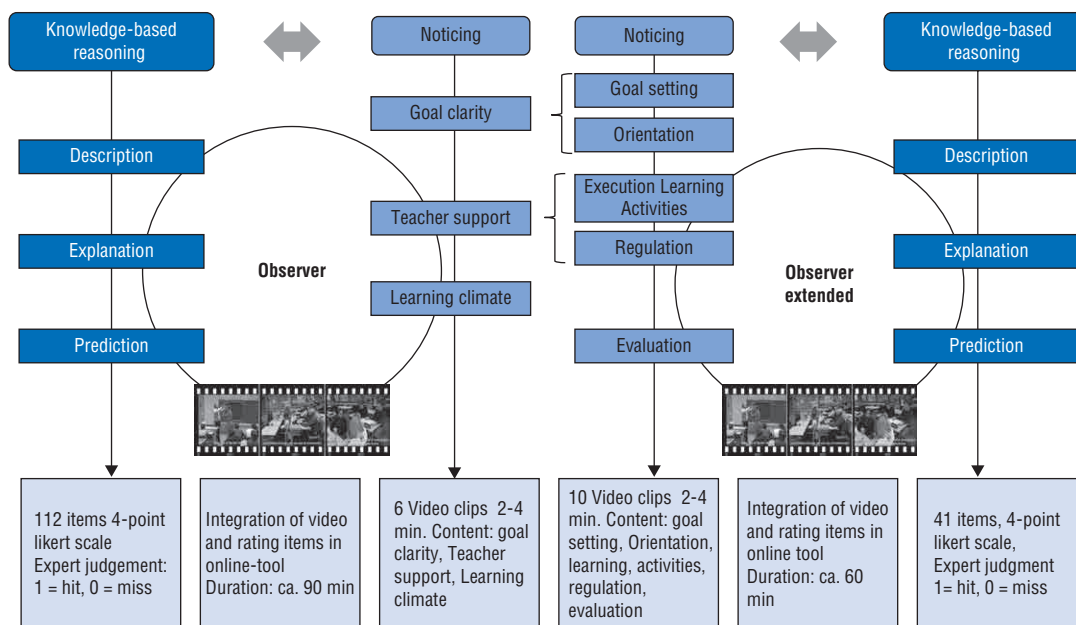 Knowledge-based
reasoning
Noticing
Noticing
Knowledge-based
reasoning
Goal clarity
Goal setting
Orientation
Description
Description
Teacher support
Execution Learning
Activities
Explanation
Regulation
Explanation
Observer
Observer
extended
Learning climate
Prediction
Evaluation
Prediction
112 items 4-point
likert scale
Expert judgement:
1 = hit, 0 = miss
Integration of video
and rating items in
online-tool
Duration: ca. 90 min
6 Video clips 2-4
min. Content: goal
clarity, Teacher
support, Learning
climate
10 Video clips 2-4
min. Content: goal
setting, Orientation,
learning, activities,
regulation,
evaluation
Integration of video
and rating items in
online tool
Duration: ca. 60
min
41 items, 4-point
likert scale,
Expert judgment
1= hit, 0 = miss